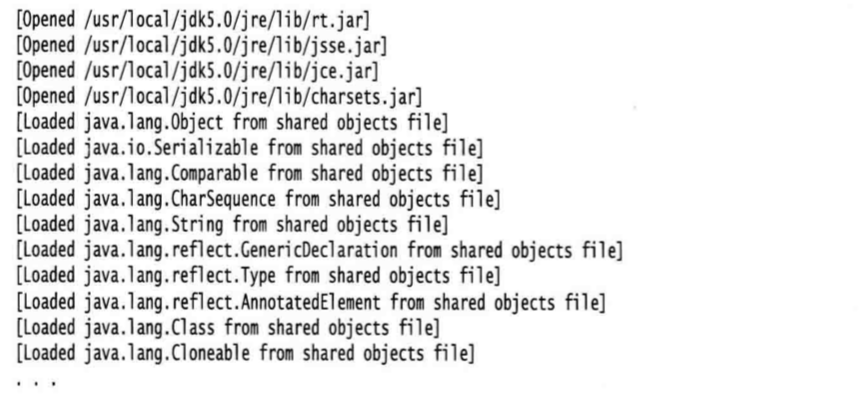 [Opened /usr/local/jdk5.0/jre/lib/rt.jar]
[Opened /usr/local/jdk5.0/jre/lib/jsse.jar]
[Opened /usr/local/jdk5.0/jre/lib/jce.jar]
[Opened /usr/local/jdk5.0/jre/lib/charsets.jar]
[Loaded java.lang.Object from shared objects file]
[Loaded java.io.Serializable from shared objects file]
[Loaded java.lang.Comparable from shared objects file]
[Loaded java.lang.CharSequence from shared objects file]
[Loaded java.lang.String from shared objects file]
[Loaded java.lang.reflect.GenericDeclaration from shared objects file]
[Loaded java.lang.reflect.Type from shared objects file]
[Loaded java.lang.reflect.AnnotatedElement from shared objects file]
[Loaded java.lang.Class from shared objects file]
[Loaded java.lang.Cloneable from shared objects file]
. . .